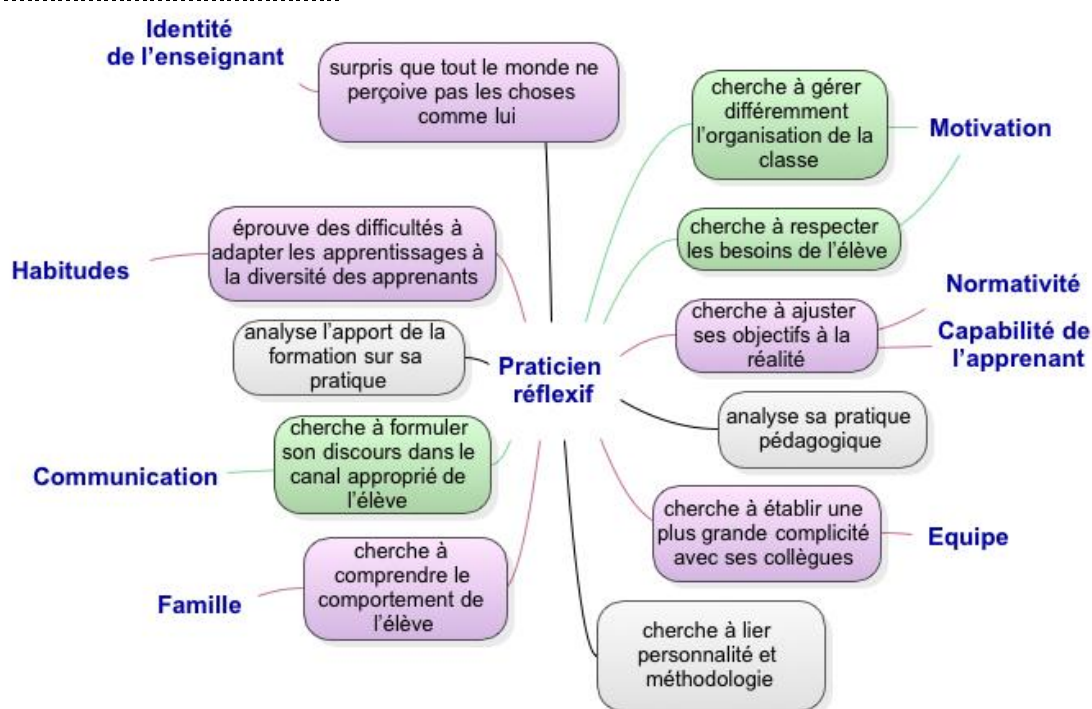 Identité
de l’enseignant
surpris que tout le monde ne
perçoive pas les choses
comme lui
cherche à gérer
différemment
l’organisation de la
classe
Motivation
cherche à respecter
les besoins de l’élève
éprouve des difficultés à
adapter les apprentissages à
la diversité des apprenants
Habitudes
Normativité
cherche à ajuster
ses objectifs à la
réalité
Capabilité de
l’apprenant
analyse l’apport de la
formation sur sa
pratique
Praticien
réflexif
analyse sa pratique
pédagogique
cherche à formuler
son discours dans le
canal approprié de
l’élève
Communication
cherche à établir une
plus grande complicité
avec ses collègues
Equipe
cherche à
comprendre le
comportement de
l’élève
Famille
cherche à lier
personnalité et
méthodologie